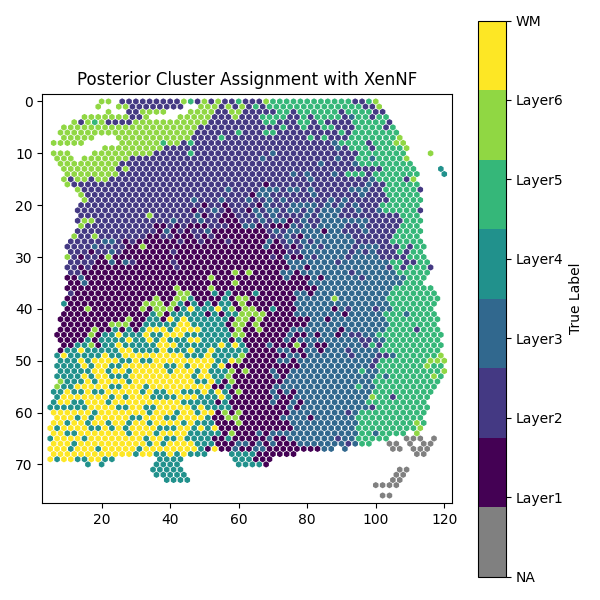 Posterior Cluster Assignment with XenNF
0
10
20
30
40
50
60
70
20
40
60
80
100
120
WM
Layer6
Layer5
Layer4
Layer3
Layer2
Layer1
NA
True Label